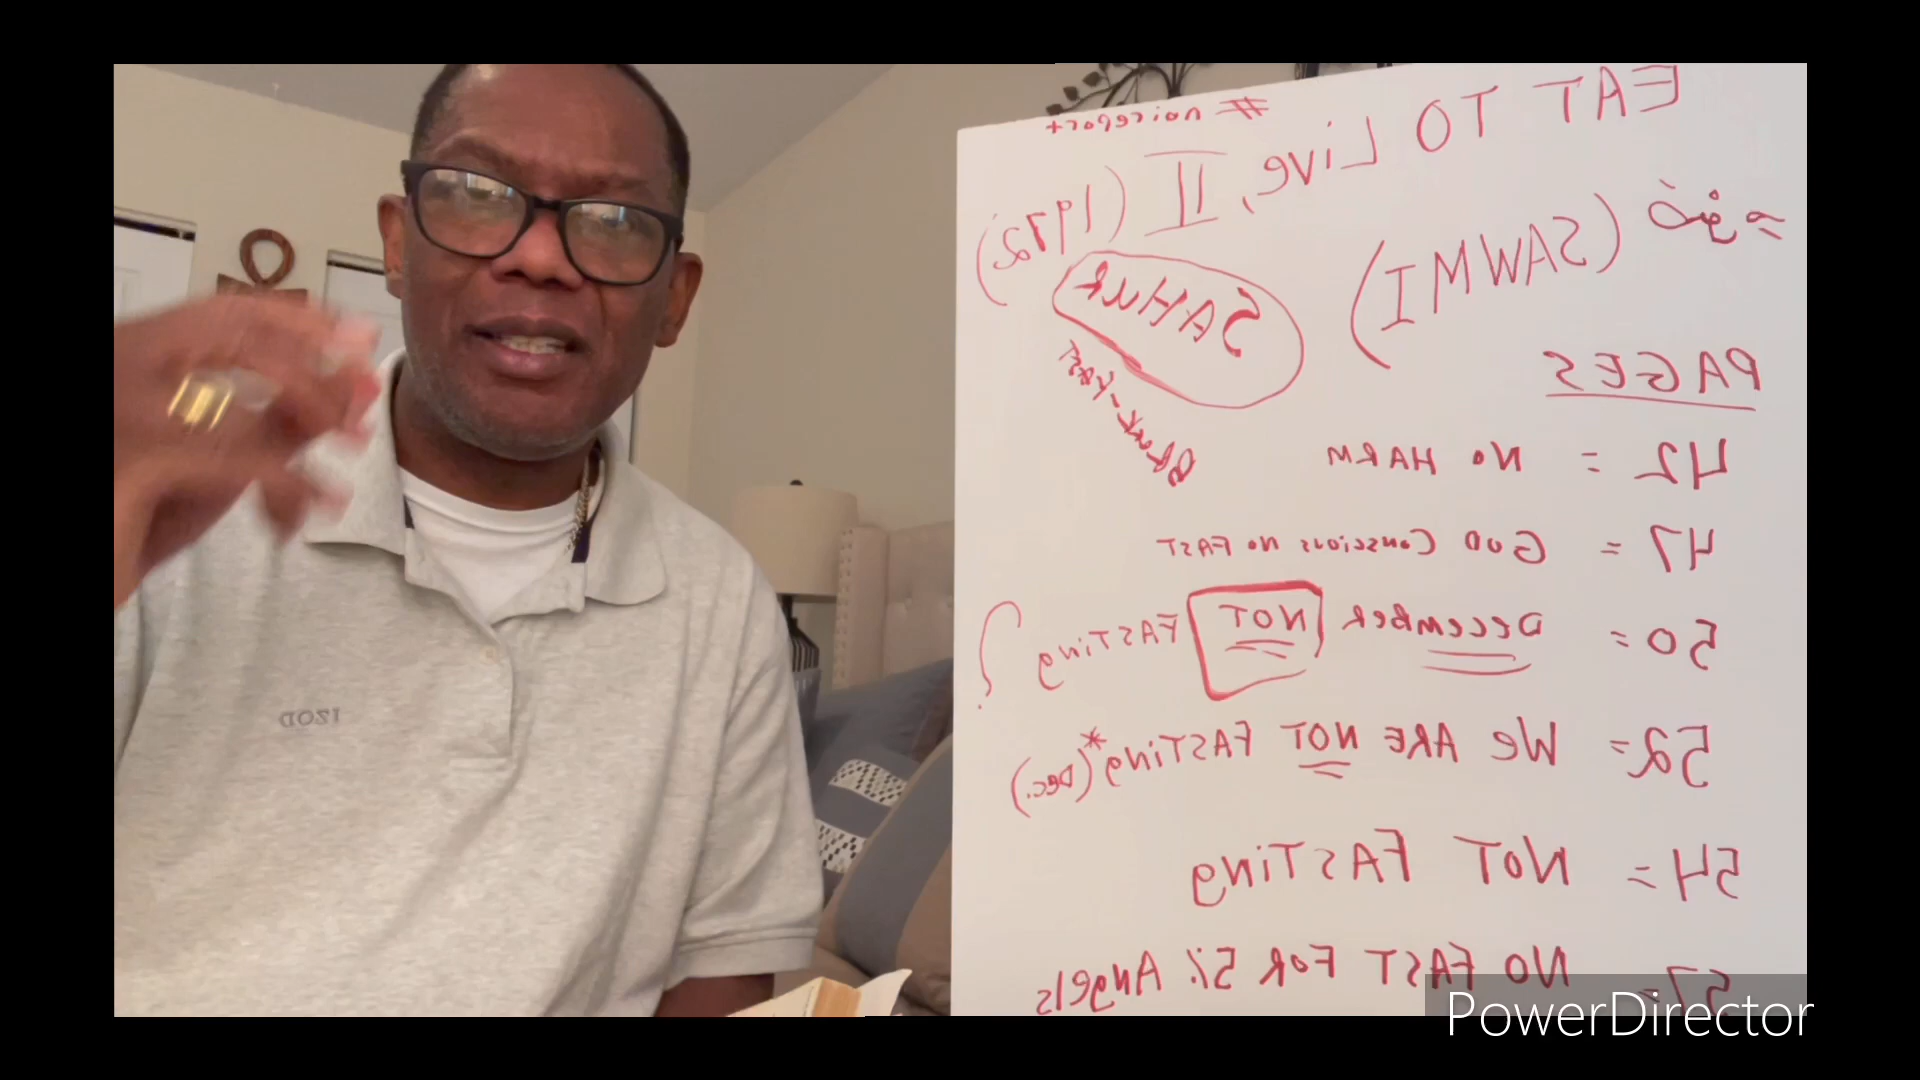 EAT TO Live, II (1972)
#noireport
(SAWMI)
SAHUR
Break-fast
PAGES
42 = No HARM
47 = GOD Conscious no FAST
50 = DECEMBER NOT FASTing ?
52 = We ARE NOT FASTing* (DEC.)
54 = NOT FASTing
57 = NO FAST FOR 5% Angels
IZOD
PowerDirector